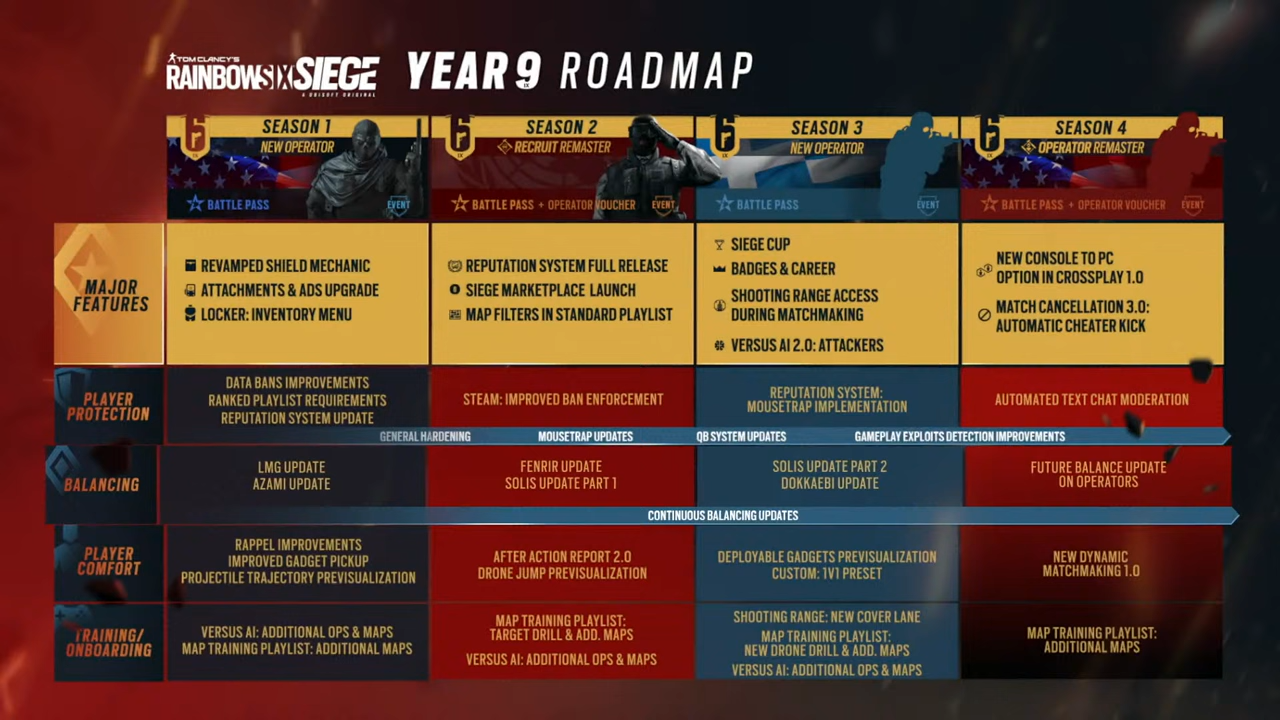 TOM CLANCY'S
RAINBOWSIX SIEGE
A UBISOFT ORIGINAL
YEAR9 ROADMAP
SEASON 1
NEW OPERATOR
BATTLE PASS
EVENT
SEASON 2
RECRUIT REMASTER
BATTLE PASS + OPERATOR VOUCHER
EVENT
SEASON 3
NEW OPERATOR
BATTLE PASS
EVENT
SEASON 4
OPERATOR REMASTER
BATTLE PASS + OPERATOR VOUCHER
EVENT
MAJOR
FEATURES
REVAMPED SHIELD MECHANIC
ATTACHMENTS & ADS UPGRADE
LOCKER: INVENTORY MENU
REPUTATION SYSTEM FULL RELEASE
SIEGE MARKETPLACE LAUNCH
MAP FILTERS IN STANDARD PLAYLIST
SIEGE CUP
BADGES & CAREER
SHOOTING RANGE ACCESS
DURING MATCHMAKING
VERSUS AI 2.0: ATTACKERS
NEW CONSOLE TO PC
OPTION IN CROSSPLAY 1.0
MATCH CANCELLATION 3.0:
AUTOMATIC CHEATER KICK
PLAYER
PROTECTION
DATA BANS IMPROVEMENTS
RANKED PLAYLIST REQUIREMENTS
REPUTATION SYSTEM UPDATE
STEAM: IMPROVED BAN ENFORCEMENT
REPUTATION SYSTEM:
MOUSETRAP IMPLEMENTATION
AUTOMATED TEXT CHAT MODERATION
GENERAL HARDENING
MOUSETRAP UPDATES
QB SYSTEM UPDATES
GAMEPLAY EXPLOITS DETECTION IMPROVEMENTS
BALANCING
LMG UPDATE
AZAMI UPDATE
FENRIR UPDATE
SOLIS UPDATE PART 1
SOLIS UPDATE PART 2
DOKKAEBI UPDATE
FUTURE BALANCE UPDATE
ON OPERATORS
CONTINUOUS BALANCING UPDATES
PLAYER
COMFORT
RAPPEL IMPROVEMENTS
IMPROVED GADGET PICKUP
PROJECTILE TRAJECTORY PREVISUALIZATION
AFTER ACTION REPORT 2.0
DRONE JUMP PREVISUALIZATION
DEPLOYABLE GADGETS PREVISUALIZATION
CUSTOM: 1V1 PRESET
NEW DYNAMIC
MATCHMAKING 1.0
TRAINING/
ONBOARDING
VERSUS AI: ADDITIONAL OPS & MAPS
MAP TRAINING PLAYLIST: ADDITIONAL MAPS
MAP TRAINING PLAYLIST:
TARGET DRILL & ADD. MAPS
VERSUS AI: ADDITIONAL OPS & MAPS
SHOOTING RANGE: NEW COVER LANE
MAP TRAINING PLAYLIST:
NEW DRONE DRILL & ADD. MAPS
VERSUS AI: ADDITIONAL OPS & MAPS
MAP TRAINING PLAYLIST:
ADDITIONAL MAPS